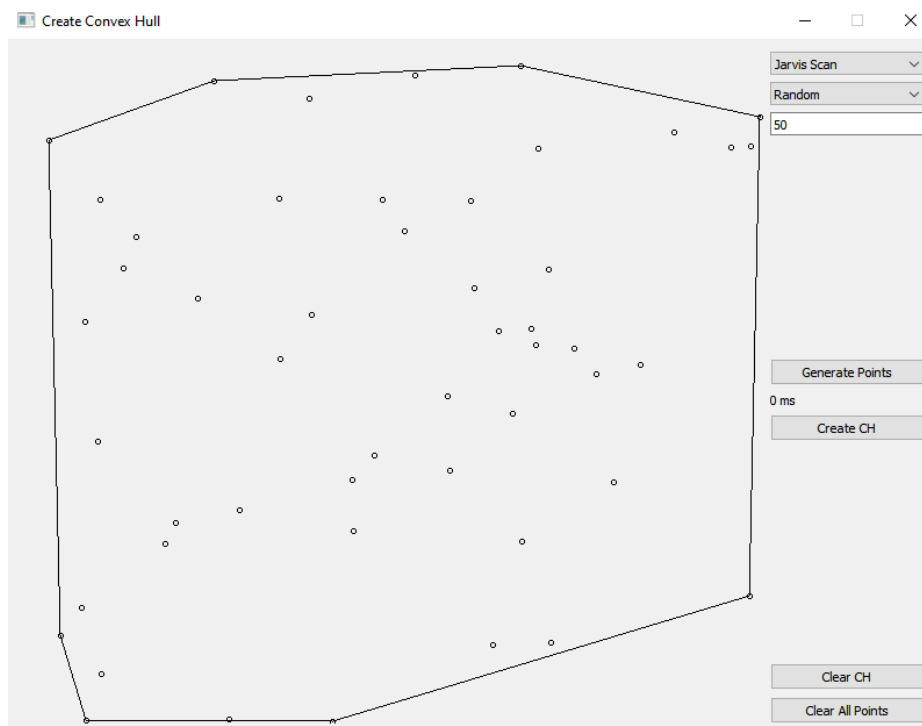 Create Convex Hull
Jarvis Scan
Random
50
Generate Points
0 ms
Create CH
Clear CH
Clear All Points